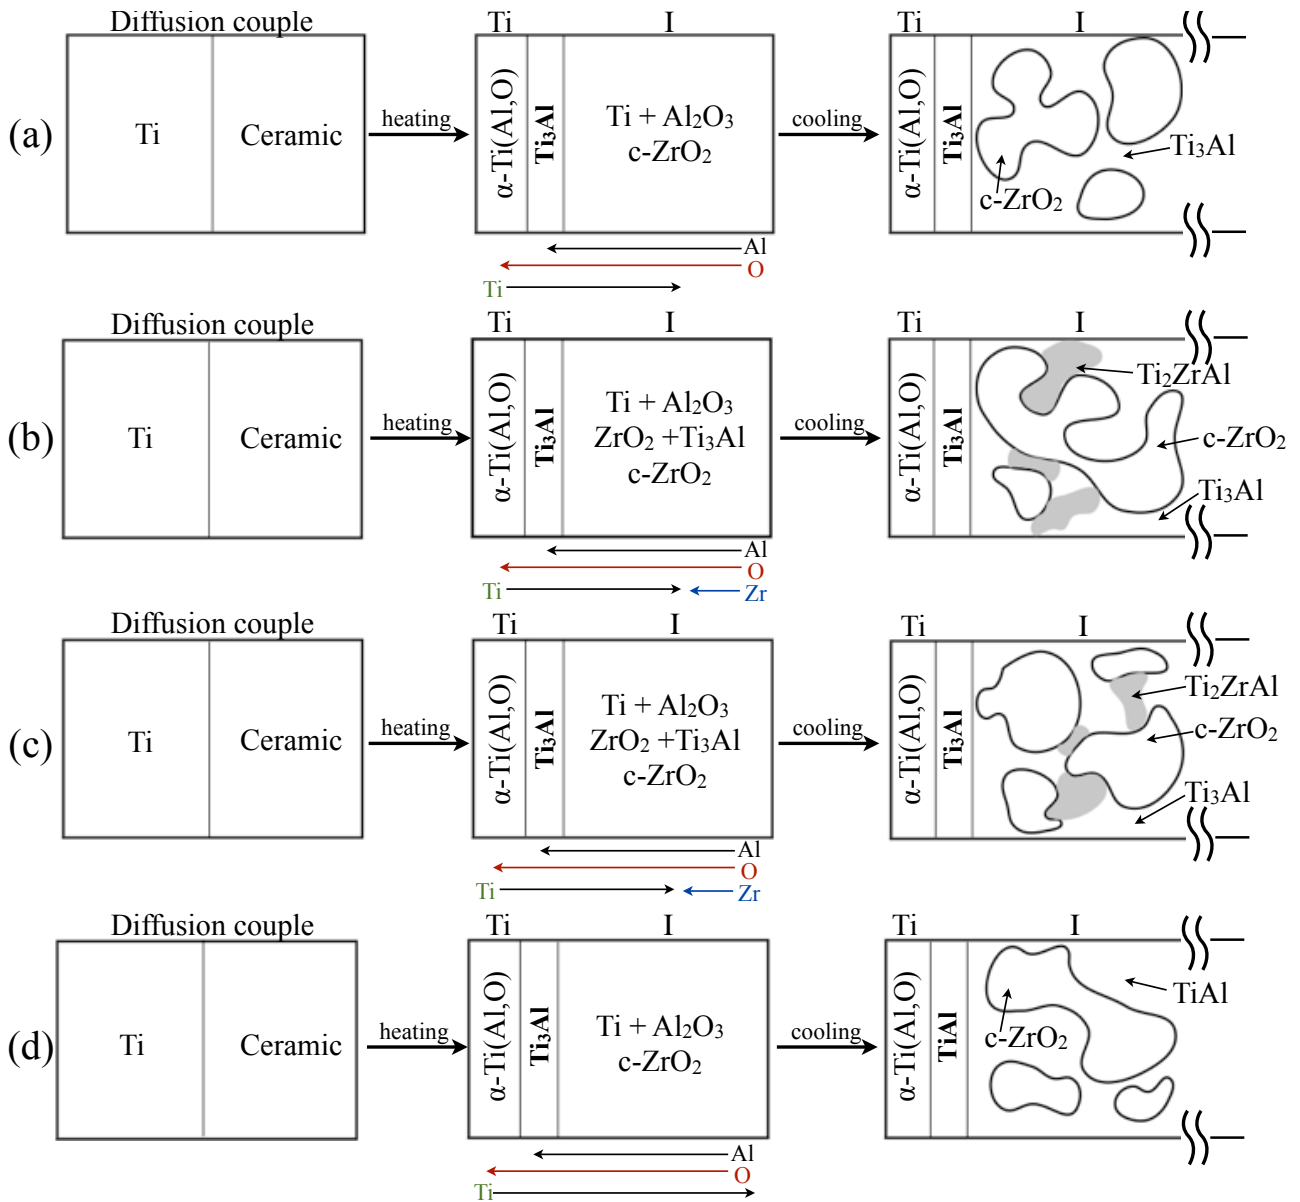 Diffusion couple
Ti I
Ti I
(a)
Ti
Ceramic
heating
α-Ti(Al,O)
Ti₃Al
Ti + Al₂O₃
c-ZrO₂
cooling
α-Ti(Al,O)
Ti₃Al
c-ZrO₂
Ti₃Al
Al
O
Ti
Diffusion couple
Ti I
Ti I
(b)
Ti
Ceramic
heating
α-Ti(Al,O)
Ti₃Al
Ti + Al₂O₃
ZrO₂ +Ti₃Al
c-ZrO₂
cooling
α-Ti(Al,O)
Ti₃Al
Ti₂ZrAl
c-ZrO₂
Ti₃Al
Al
O
Ti
Zr
Diffusion couple
Ti I
Ti I
(c)
Ti
Ceramic
heating
α-Ti(Al,O)
Ti₃Al
Ti + Al₂O₃
ZrO₂ +Ti₃Al
c-ZrO₂
cooling
α-Ti(Al,O)
Ti₃Al
Ti₂ZrAl
c-ZrO₂
Ti₃Al
Al
O
Ti
Zr
Diffusion couple
Ti I
Ti I
(d)
Ti
Ceramic
heating
α-Ti(Al,O)
Ti₃Al
Ti + Al₂O₃
c-ZrO₂
cooling
α-Ti(Al,O)
TiAl
c-ZrO₂
TiAl
Al
O
Ti